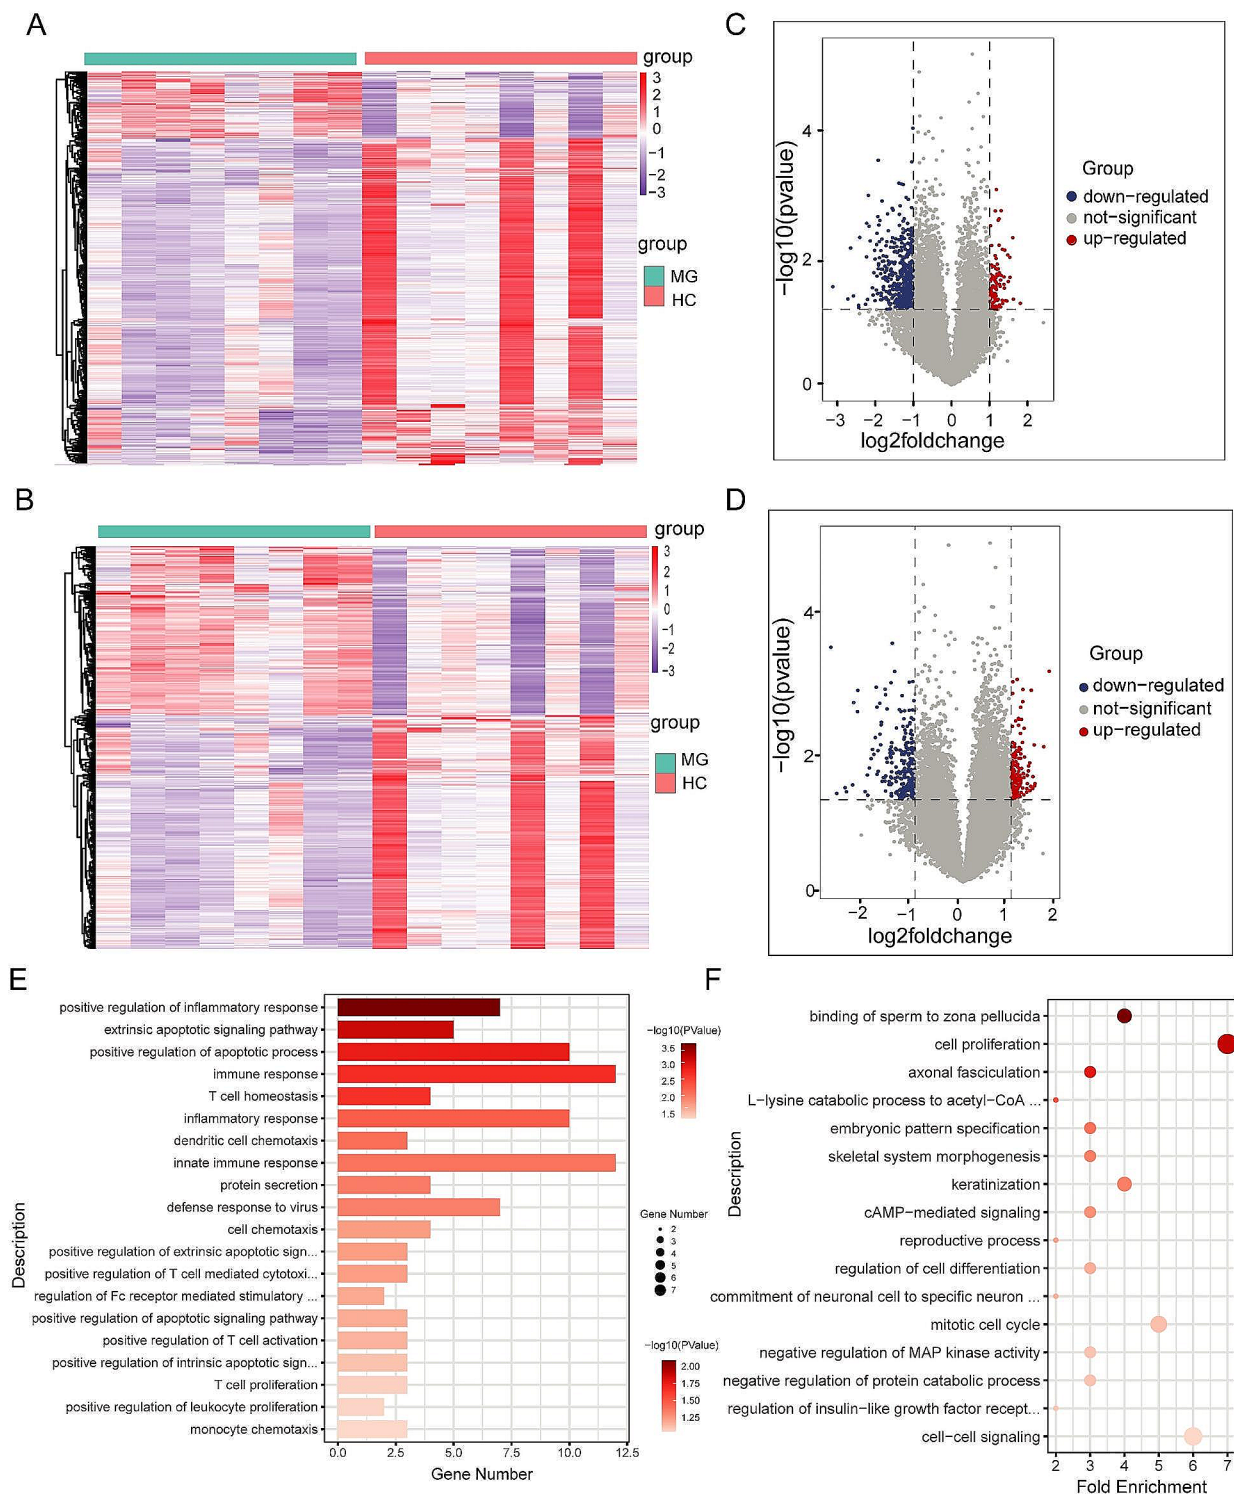 A
group
3
2
1
0
−1
−2
−3
group
MG
HC
B
group
3
2
1
0
−1
−2
−3
group
MG
HC
C
−log10(pvalue)
4
2
0
−3 −2 −1 0 1 2
log2foldchange
Group
down−regulated
not−significant
up−regulated
D
−log10(pvalue)
4
2
0
−2 −1 0 1 2
log2foldchange
Group
down−regulated
not−significant
up−regulated
E
Description
positive regulation of inflammatory response
extrinsic apoptotic signaling pathway
positive regulation of apoptotic process
immune response
T cell homeostasis
inflammatory response
dendritic cell chemotaxis
innate immune response
protein secretion
defense response to virus
cell chemotaxis
positive regulation of extrinsic apoptotic sign...
positive regulation of T cell mediated cytotoxi...
regulation of Fc receptor mediated stimulatory ...
positive regulation of apoptotic signaling pathway
positive regulation of T cell activation
positive regulation of intrinsic apoptotic sign...
T cell proliferation
positive regulation of leukocyte proliferation
monocyte chemotaxis
0.0 2.5 5.0 7.5 10.0 12.5
Gene Number
−log10(PValue)
3.5
3.0
2.5
2.0
1.5
Gene Number
2
3
4
5
6
7
−log10(PValue)
2.00
1.75
1.50
1.25
F
Description
binding of sperm to zona pellucida
cell proliferation
axonal fasciculation
L−lysine catabolic process to acetyl−CoA ...
embryonic pattern specification
skeletal system morphogenesis
keratinization
cAMP−mediated signaling
reproductive process
regulation of cell differentiation
commitment of neuronal cell to specific neuron ...
mitotic cell cycle
negative regulation of MAP kinase activity
negative regulation of protein catabolic process
regulation of insulin−like growth factor recept...
cell−cell signaling
2 3 4 5 6 7
Fold Enrichment